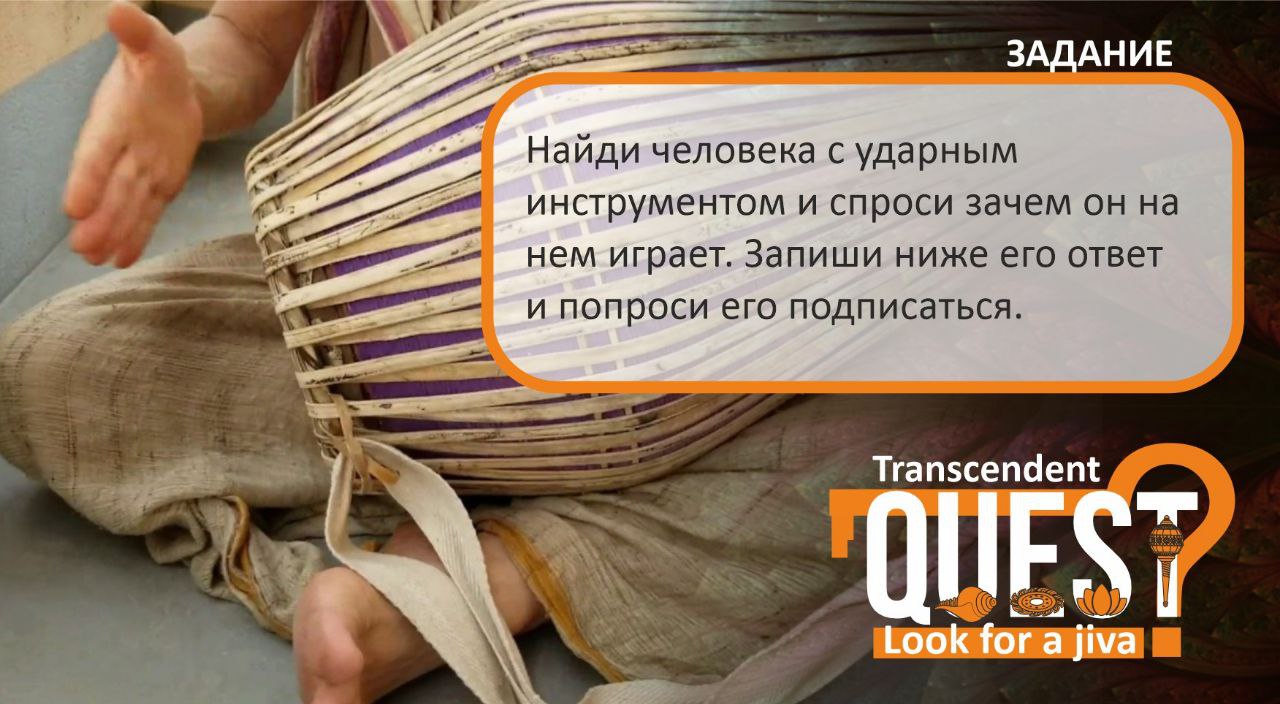 ЗАДАНИЕ
Найди человека с ударным
инструментом и спроси зачем он на
нем играет. Запиши ниже его ответ
и попроси его подписаться.
Transcendent
QUEST?
Look for a jiva